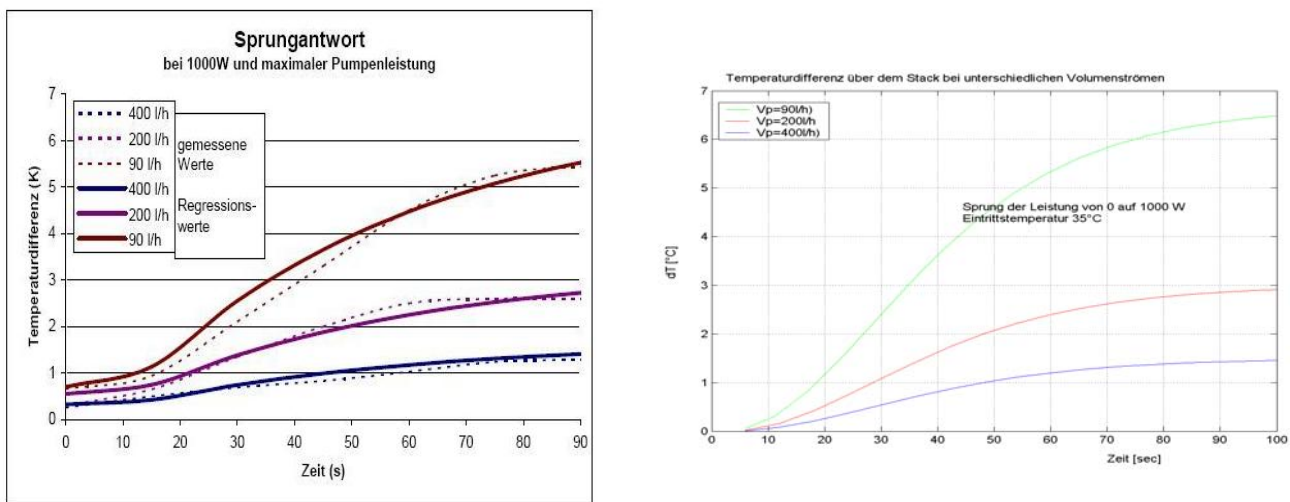 Sprungantwort
bei 1000W und maximaler Pumpenleistung
Temperaturdifferenz (K)
7
6
5
4
3
2
1
0
400 l/h
200 l/h
90 l/h
gemessene
Werte
400 l/h
200 l/h
90 l/h
Regressions-
werte
0 10 20 30 40 50 60 70 80 90
Zeit (s)
Temperaturdifferenz über dem Stack bei unterschiedlichen Volumenströmen
dT [°C]
7
6
5
4
3
2
1
0
Vp=90l/h)
Vp=200l/h
Vp=400l/h)
Sprung der Leistung von 0 auf 1000 W
Eintrittstemperatur 35°C
0 10 20 30 40 50 60 70 80 90 100
Zeit [sec]